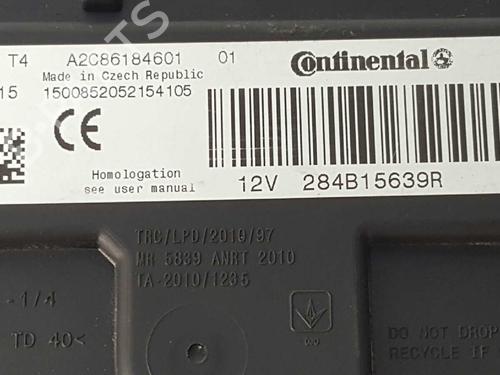 T4 A2C86184601 01 Continental
Made in Czech Republic
15 1500852052154105
CE
Homologation
see user manual
12V 284B15639R
TRC/LPD/2010/97
MR 5839 ANRT 2010
TA-2010/1235
-1/4
TD 40<
DO NOT DROP
RECYCLE IF